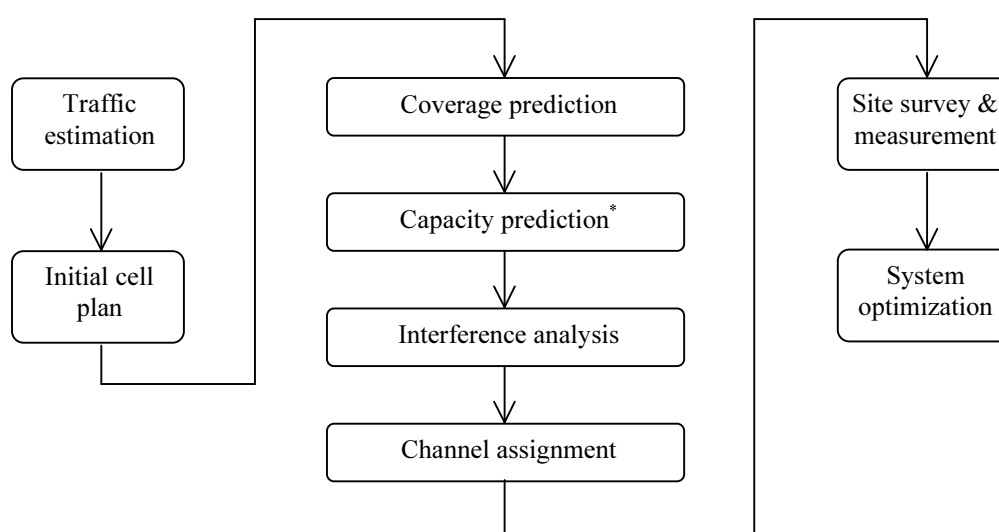 Traffic
estimation
Initial cell
plan
Coverage prediction
Capacity prediction*
Interference analysis
Channel assignment
Site survey &
measurement
System
optimization